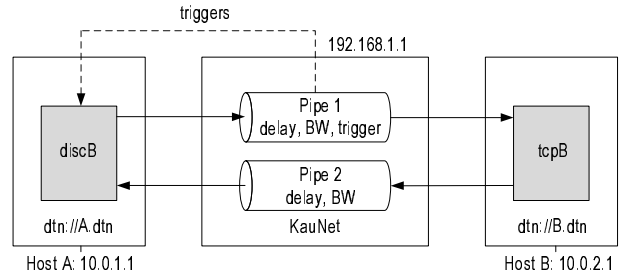 triggers
192.168.1.1
Pipe 1
delay, BW, trigger
discB
tcpB
Pipe 2
delay, BW
dtn://A.dtn
KauNet
dtn://B.dtn
Host A: 10.0.1.1
Host B: 10.0.2.1